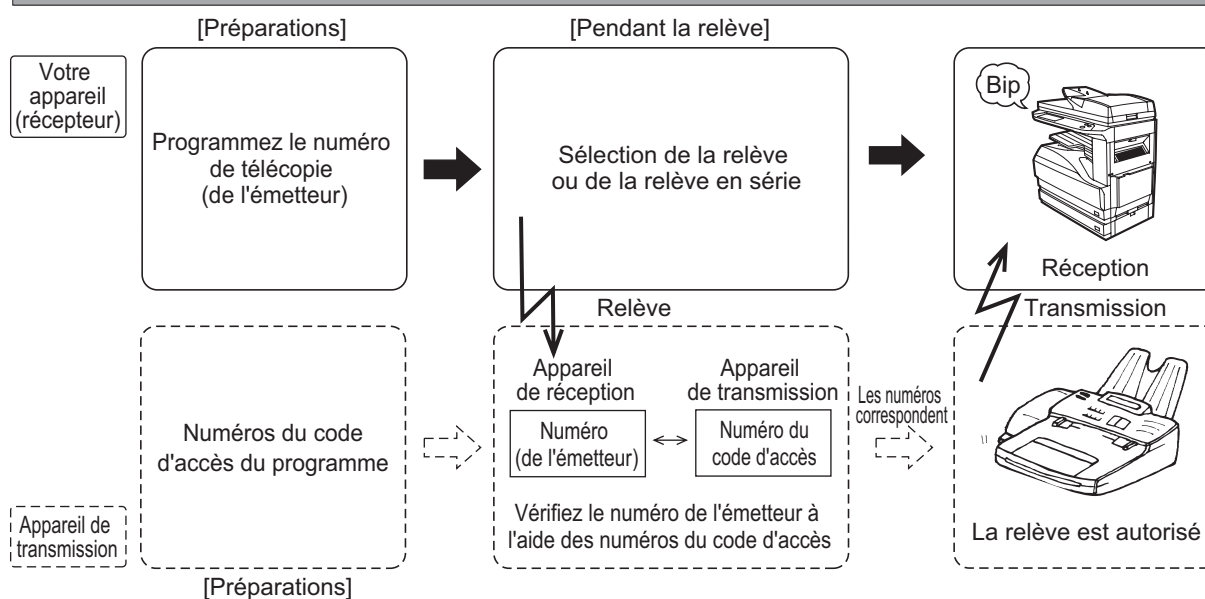 [Préparations]
[Pendant la relève]
Votre
appareil
(récepteur)
Programmez le numéro
de télécopie
(de l'émetteur)
Sélection de la relève
ou de la relève en série
Bip
Réception
Relève
Transmission
Appareil de
transmission
Numéros du code
d'accès du programme
Appareil
de réception
Numéro
(de l'émetteur)
Appareil
de transmission
Numéro du
code d'accès
Vérifiez le numéro de l'émetteur à
l'aide des numéros du code d'accès
Les numéros
correspondent
La relève est autorisé
[Préparations]